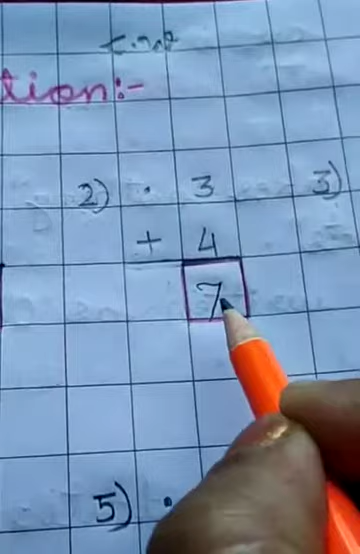 tion:-
2) · 3 3)
+ 4
7
5) ·